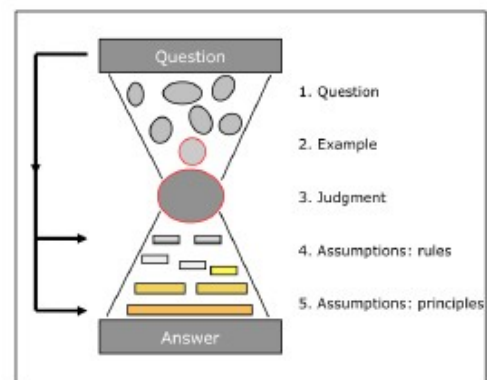 Question
1. Question
2. Example
3. Judgment
4. Assumptions: rules
5. Assumptions: principles
Answer